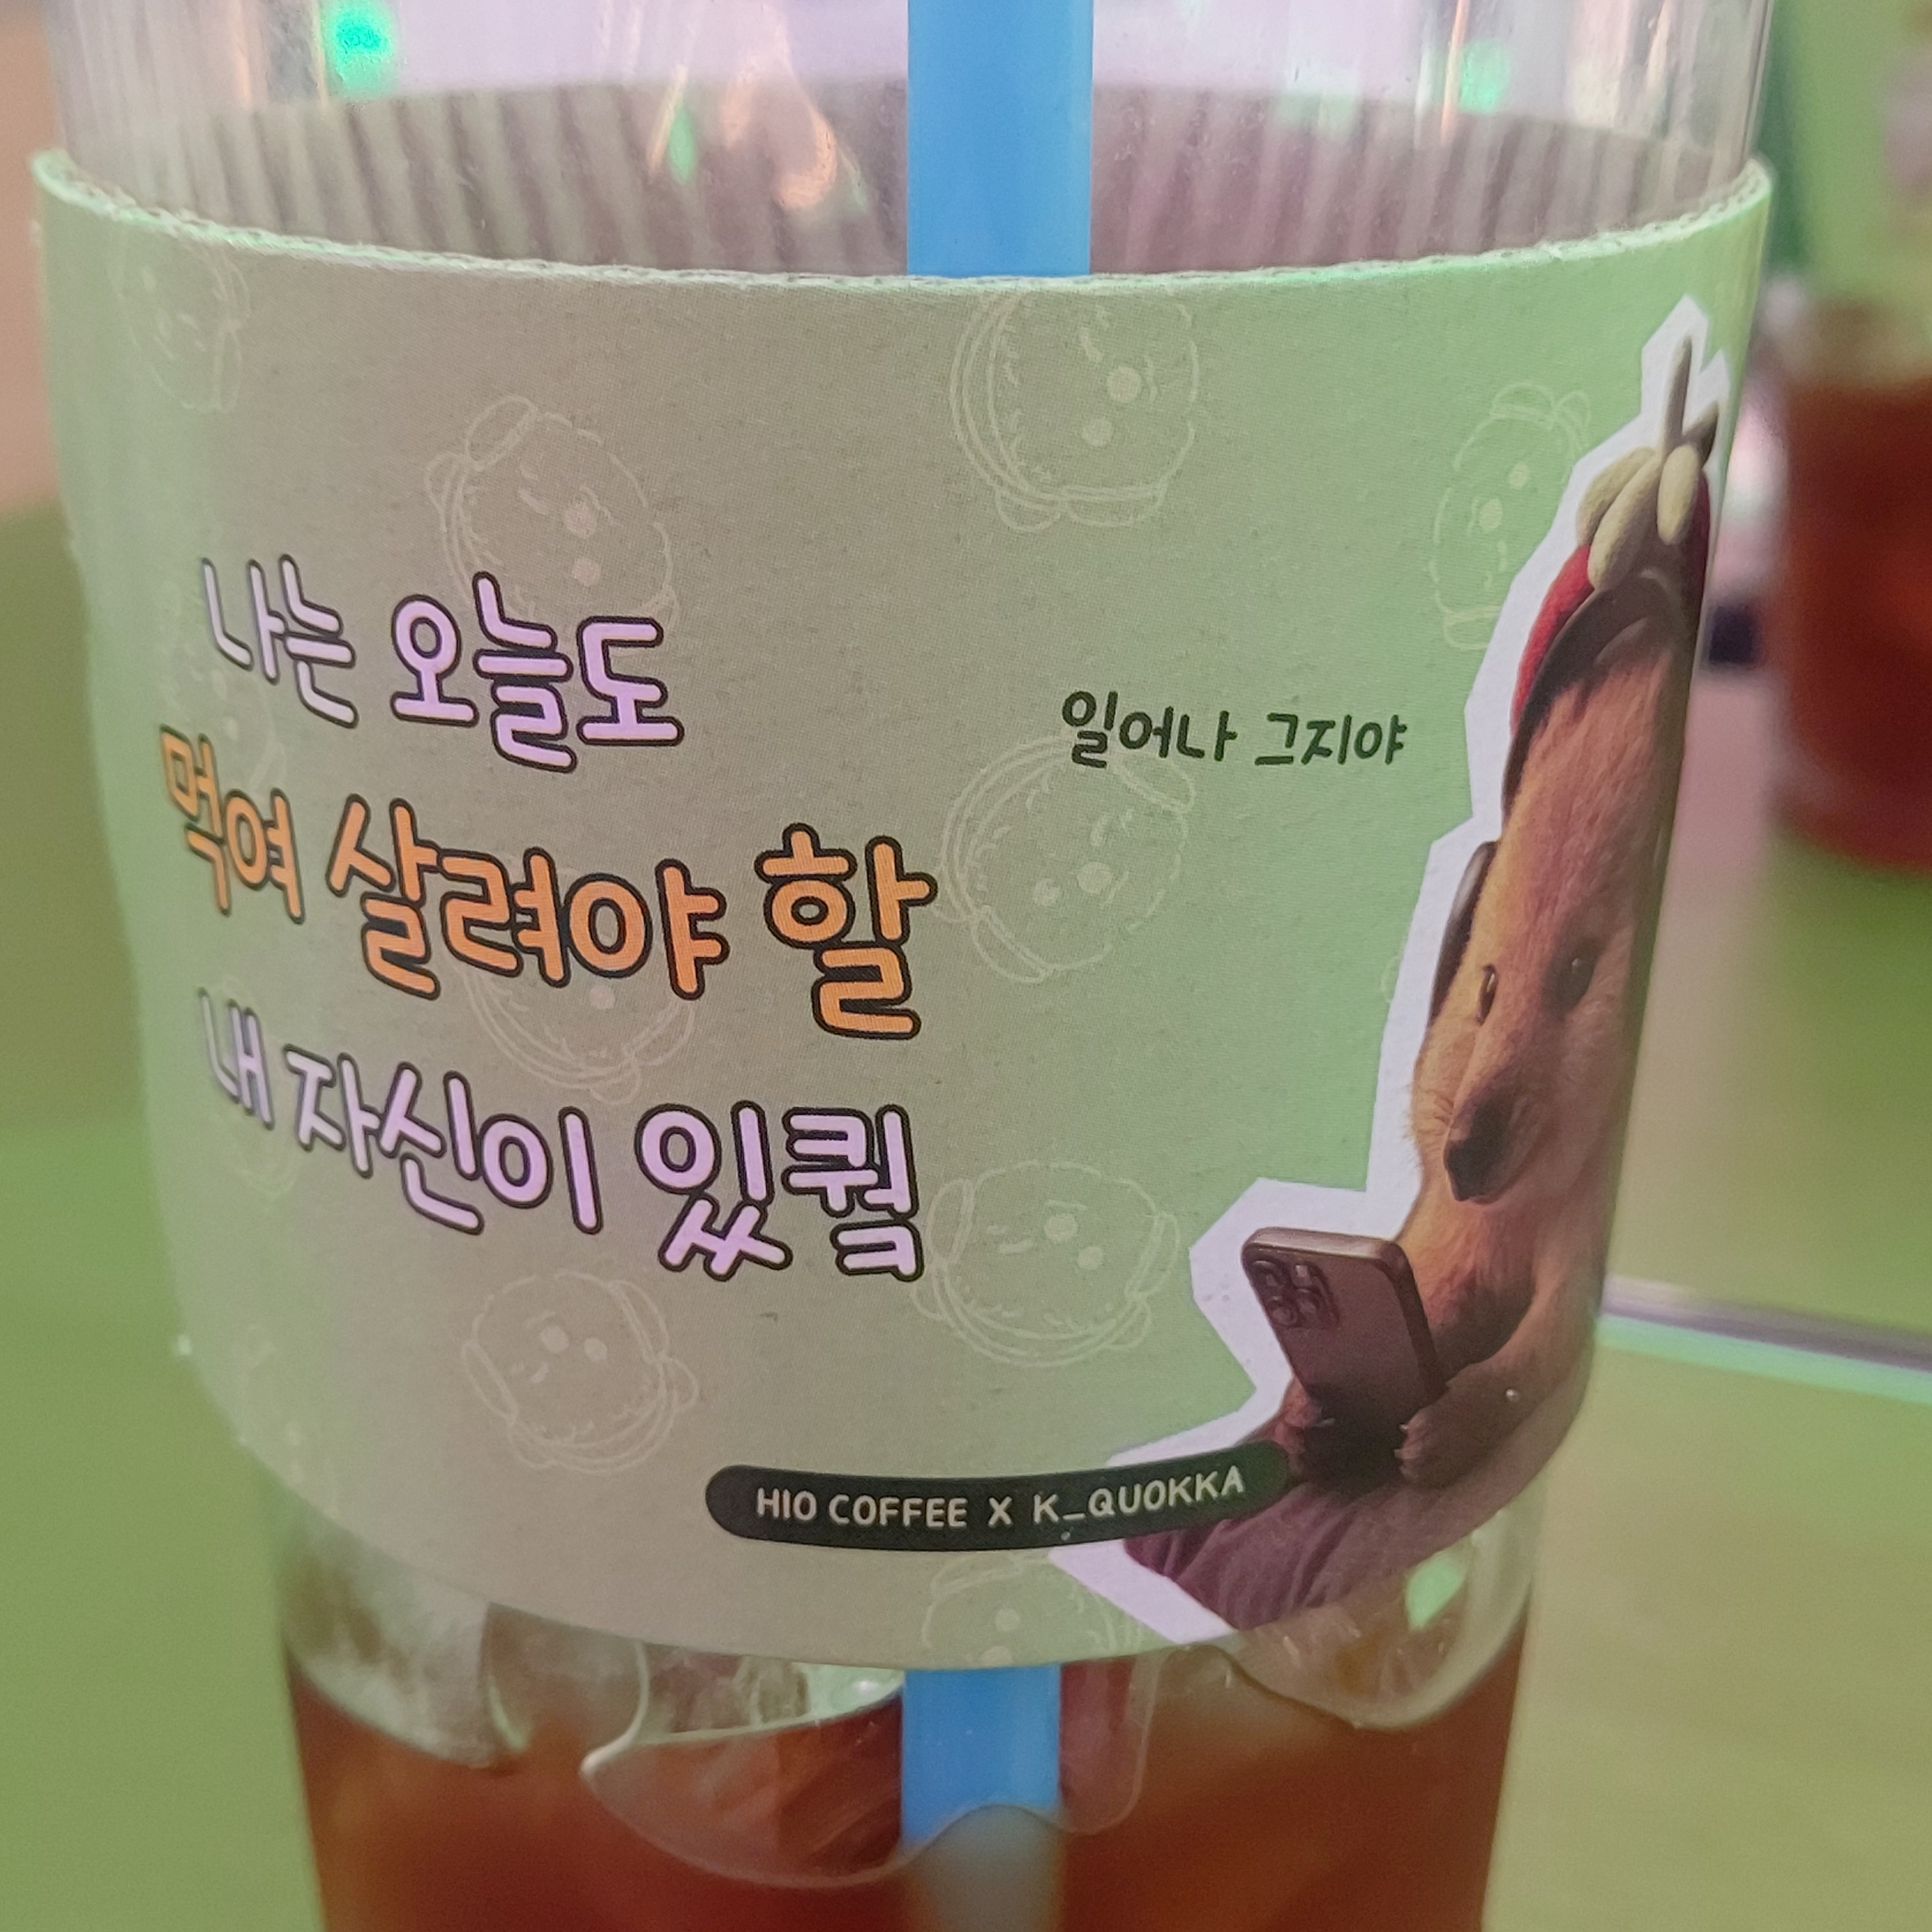 나는 오늘도
먹여 살려야 할
내 자신이 있퀔
일어나 그지야
HIO COFFEE X K_QUOKKA